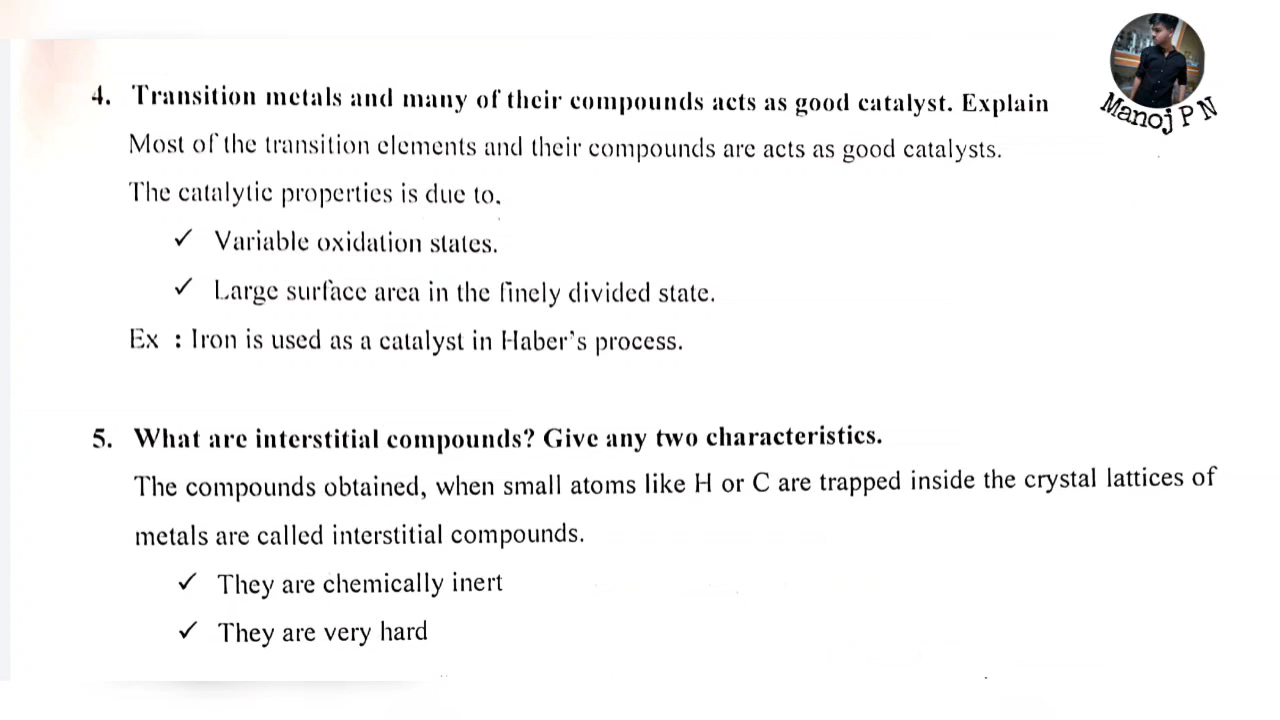 4. Transition metals and many of their compounds acts as good catalyst. Explain
Most of the transition elements and their compounds are acts as good catalysts.
The catalytic properties is due to.
✓ Variable oxidation states.
✓ Large surface area in the finely divided state.
Ex : Iron is used as a catalyst in Haber's process.
5. What are interstitial compounds? Give any two characteristics.
The compounds obtained, when small atoms like H or C are trapped inside the crystal lattices of
metals are called interstitial compounds.
✓ They are chemically inert
✓ They are very hard
Manoj P N